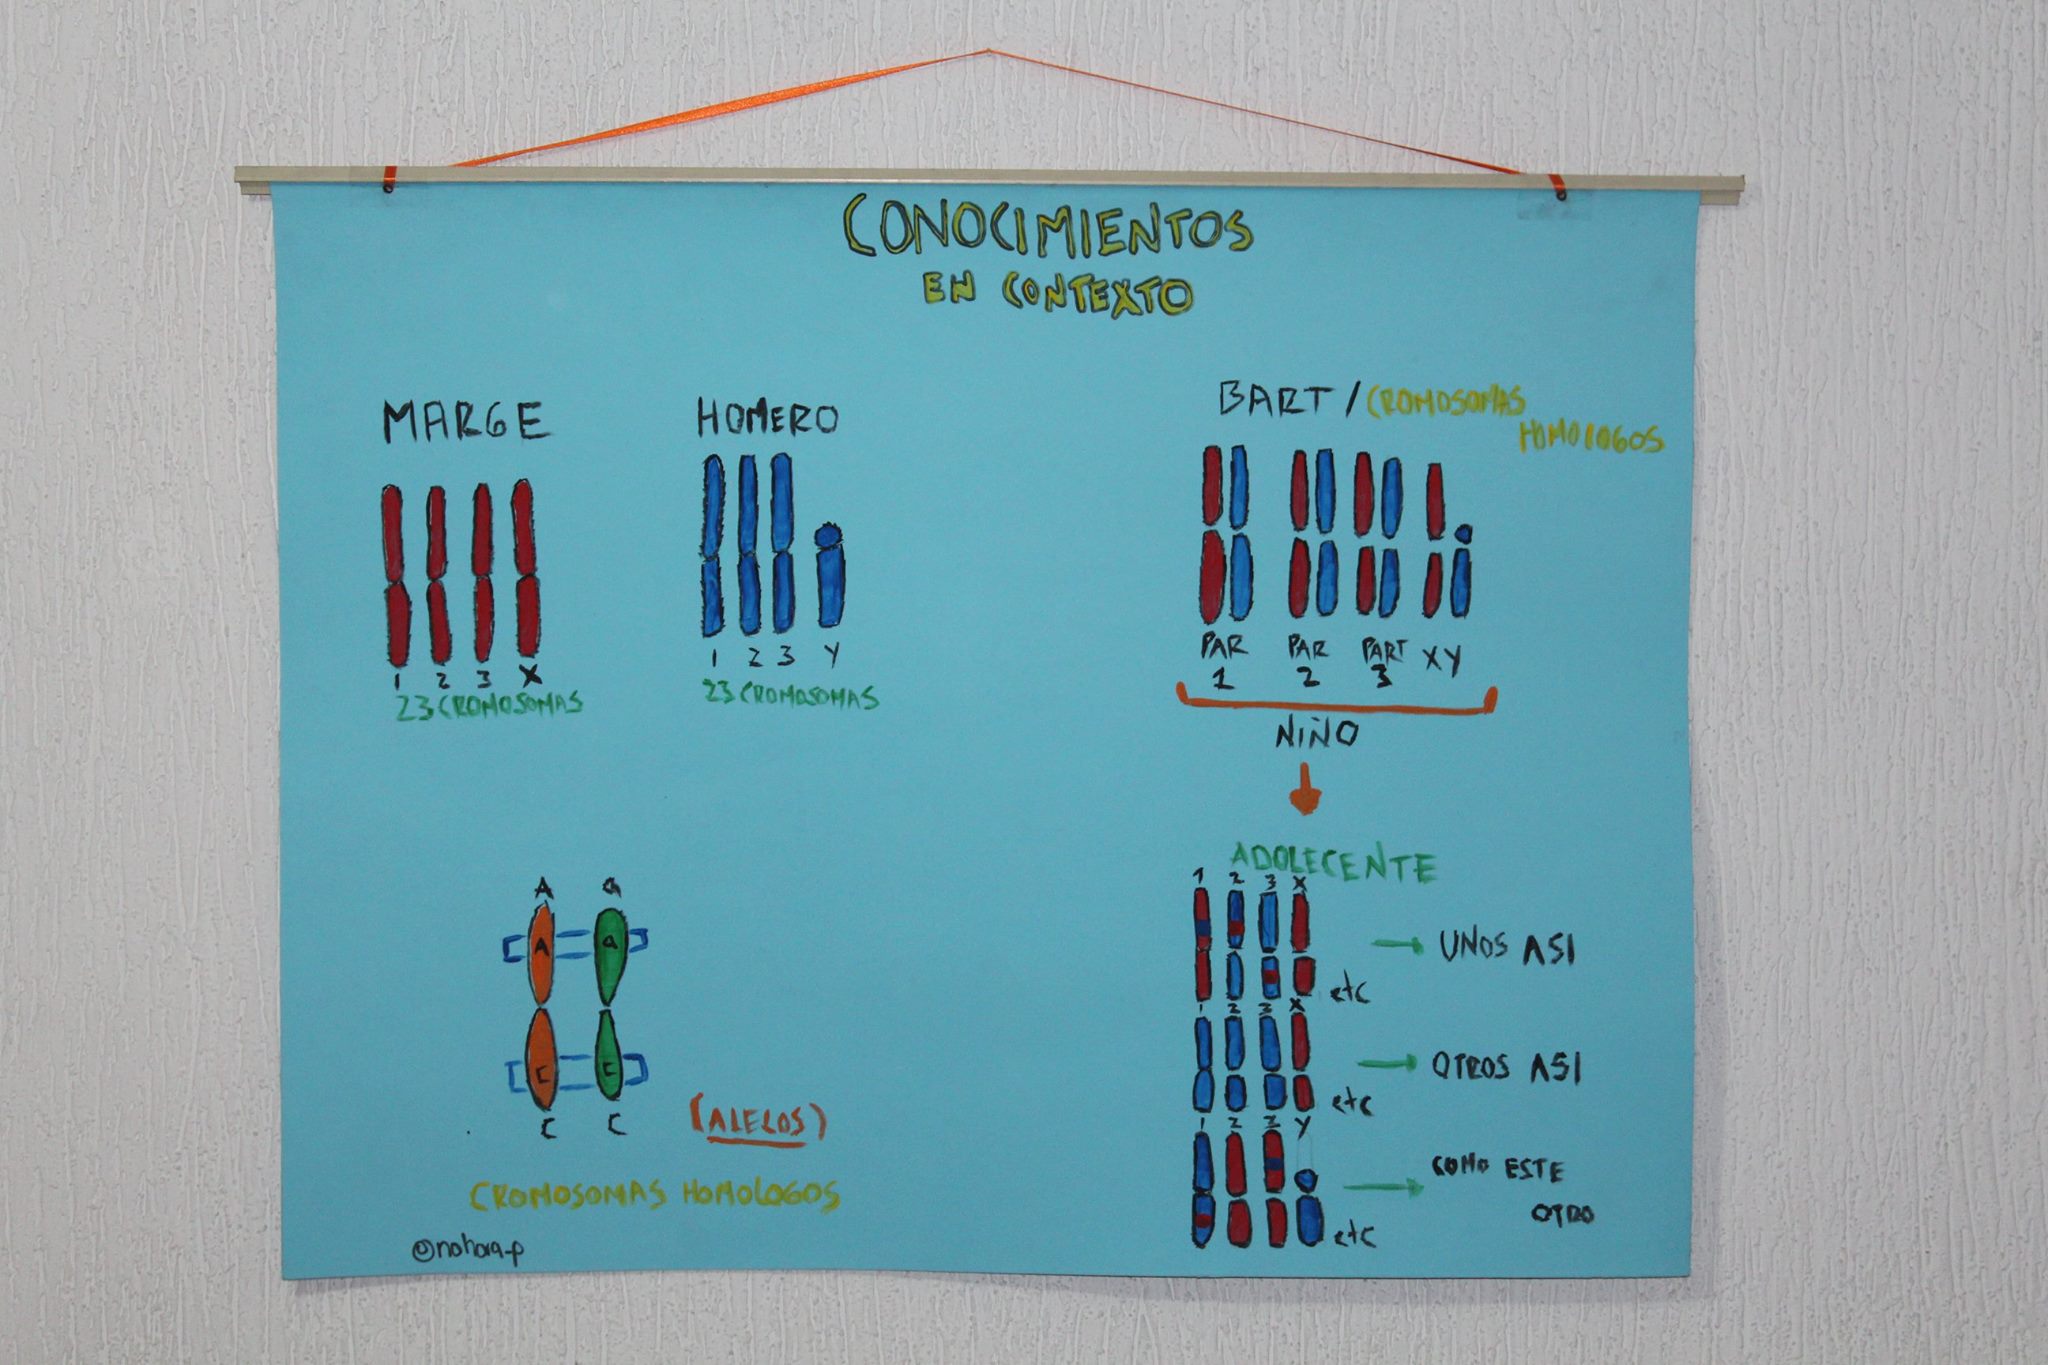 CONOCIMIENTOS
EN CONTEXTO
MARGE
1 2 3 X
23 CROMOSOMAS
HOMERO
1 2 3 Y
23 CROMOSOMAS
BART / CROMOSOMAS
HOMOLOGOS
PAR PAR PART XY
1 2 3
NIÑO
ADOLECENTE
1 2 3 X
etc
UNOS ASI
1 2 3 X
etc
OTROS ASI
1 2 3 Y
etc
COMO ESTE
OTRO
A a
A a
C C
C C
(ALELOS)
CROMOSOMAS HOMOLOGOS
@nohora-p